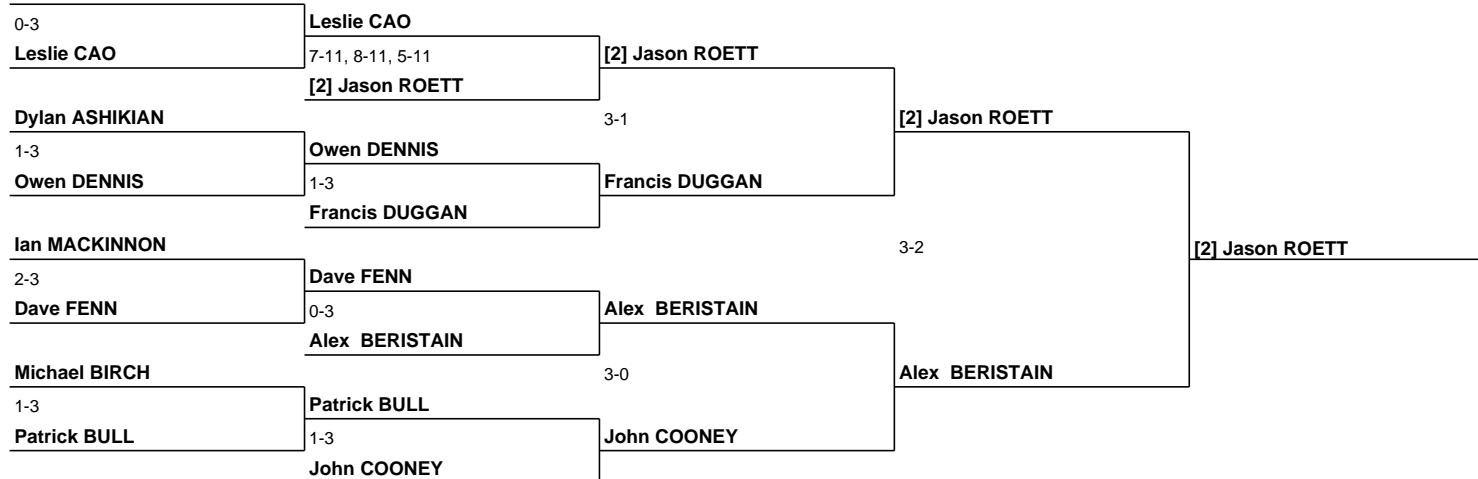 0-3
Leslie CAO
Dylan ASHIKIAN
1-3
Owen DENNIS
Ian MACKINNON
2-3
Dave FENN
Michael BIRCH
1-3
Patrick BULL
Leslie CAO
7-11, 8-11, 5-11
[2] Jason ROETT
Owen DENNIS
1-3
Francis DUGGAN
Dave FENN
0-3
Alex BERISTAIN
Patrick BULL
1-3
John COONEY
[2] Jason ROETT
3-1
Francis DUGGAN
Alex BERISTAIN
3-0
John COONEY
[2] Jason ROETT
3-2
Alex BERISTAIN
[2] Jason ROETT